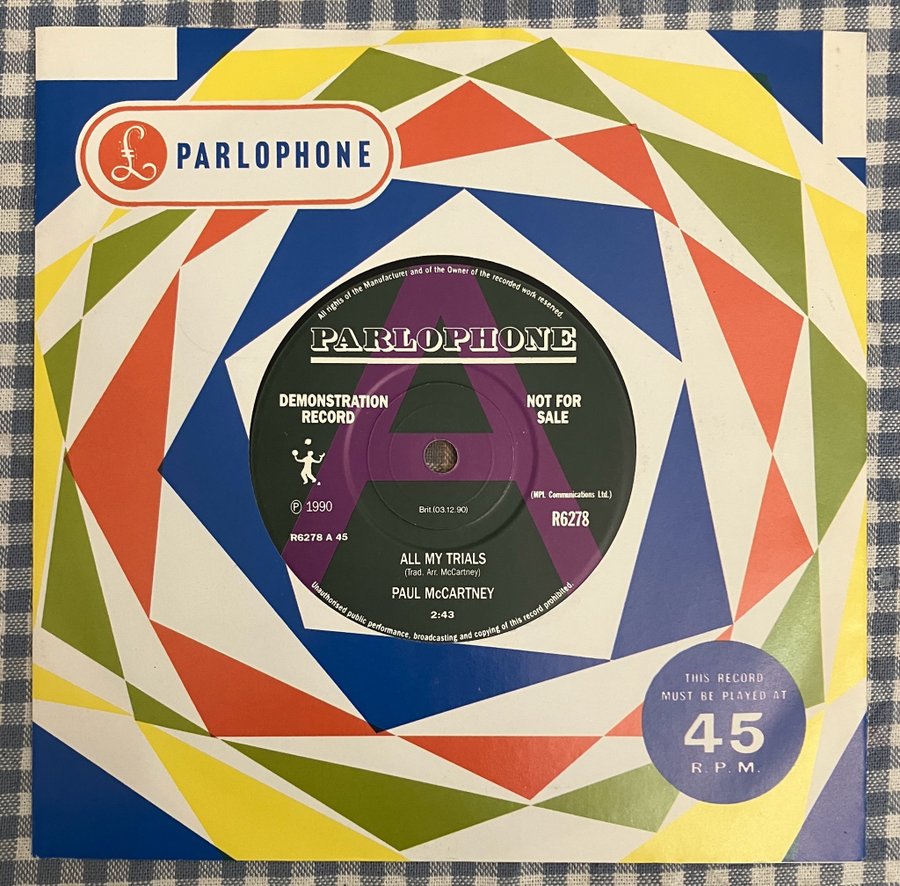 £ PARLOPHONE
All rights of the Manufacturer and of the Owner of the recorded work reserved.
PARLOPHONE
DEMONSTRATION
RECORD
NOT FOR
SALE
℗ 1990
R6278 A 45
Brit.(03.12.90)
(MPL Communications Ltd.)
R6278
ALL MY TRIALS
(Trad. Arr. McCartney)
PAUL McCARTNEY
2:43
Unauthorised public performance, broadcasting and copying of this record prohibited.
A
THIS RECORD
MUST BE PLAYED AT
45
R.P.M.